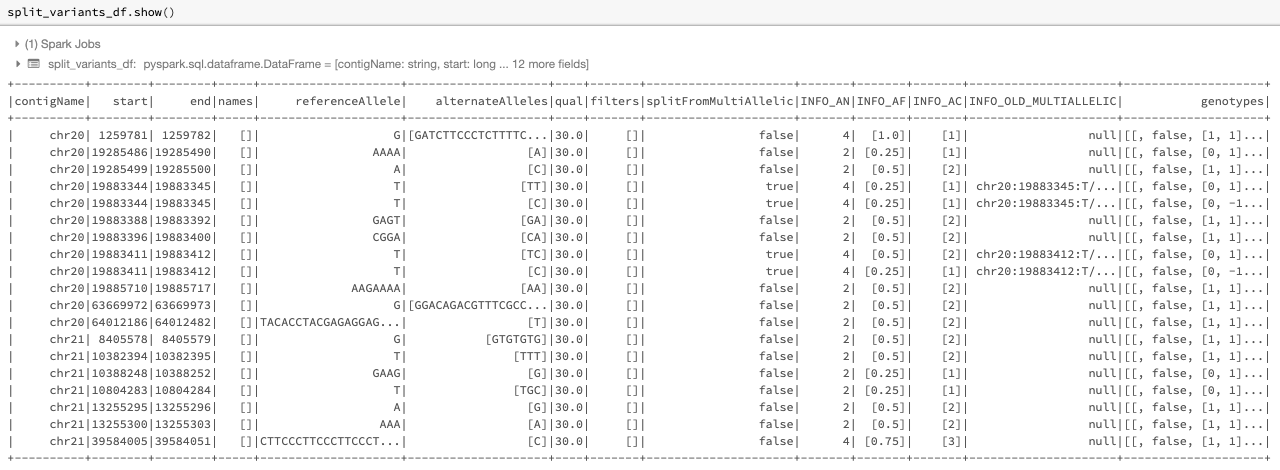 split_variants_df.show()
(1) Spark Jobs
split_variants_df: pyspark.sql.dataframe.DataFrame = [contigName: string, start: long ... 12 more fields]
+----------+--------+--------+-----+--------------------+--------------------+----+-------+-----------------------+-------+-------+-------+--------------------+--------------------+
|contigName|   start|     end|names|     referenceAllele|    alternateAlleles|qual|filters|splitFromMultiAllelic|INFO_AN|INFO_AF|INFO_AC|INFO_OLD_MULTIALLELIC|           genotypes|
+----------+--------+--------+-----+--------------------+--------------------+----+-------+-----------------------+-------+-------+-------+--------------------+--------------------+
|     chr20| 1259781| 1259782|   []|                   G|[GATCTTCCCTCTTTTC...|30.0|     []|                false|      4|  [1.0]|    [1]|                 null|[[, false, [1, 1]...|
|     chr20|19285486|19285490|   []|                AAAA|                 [A]|30.0|     []|                false|      2| [0.25]|    [1]|                 null|[[, false, [0, 1]...|
|     chr20|19285499|19285500|   []|                   A|                 [C]|30.0|     []|                false|      2|  [0.5]|    [2]|                 null|[[, false, [1, 1]...|
|     chr20|19883344|19883345|   []|                   T|                [TT]|30.0|     []|                 true|      4| [0.25]|    [1]| chr20:19883345:T/...|[[, false, [0, 1]...|
|     chr20|19883344|19883345|   []|                   T|                 [C]|30.0|     []|                 true|      4| [0.25]|    [1]| chr20:19883345:T/...|[[, false, [0, -1...|
|     chr20|19883388|19883392|   []|                GAGT|                [GA]|30.0|     []|                false|      2|  [0.5]|    [2]|                 null|[[, false, [1, 1]...|
|     chr20|19883396|19883400|   []|                CGGA|                [CA]|30.0|     []|                false|      2|  [0.5]|    [2]|                 null|[[, false, [1, 1]...|
|     chr20|19883411|19883412|   []|                   T|                [TC]|30.0|     []|                 true|      4|  [0.5]|    [2]| chr20:19883412:T/...|[[, false, [0, 1]...|
|     chr20|19883411|19883412|   []|                   T|                 [C]|30.0|     []|                 true|      4| [0.25]|    [1]| chr20:19883412:T/...|[[, false, [0, -1...|
|     chr20|19885710|19885717|   []|             AAGAAAA|                [AA]|30.0|     []|                false|      2|  [0.5]|    [2]|                 null|[[, false, [1, 1]...|
|     chr20|63669972|63669973|   []|                   G|[GGACAGACGTTTCGCC...|30.0|     []|                false|      2|  [0.5]|    [2]|                 null|[[, false, [1, 1]...|
|     chr20|64012186|64012482|   []|TACACCTACGAGAGGAG...|                 [T]|30.0|     []|                false|      2|  [0.5]|    [2]|                 null|[[, false, [1, 1]...|
|     chr21| 8405578| 8405579|   []|                   G|          [GTGTGTG]|30.0|     []|                false|      2|  [0.5]|    [2]|                 null|[[, false, [1, 1]...|
|     chr21|10382394|10382395|   []|                   T|               [TTT]|30.0|     []|                false|      2|  [0.5]|    [2]|                 null|[[, false, [1, 1]...|
|     chr21|10388248|10388252|   []|                GAAG|                 [G]|30.0|     []|                false|      2| [0.25]|    [1]|                 null|[[, false, [0, 1]...|
|     chr21|10804283|10804284|   []|                   T|               [TGC]|30.0|     []|                false|      2| [0.25]|    [1]|                 null|[[, false, [0, 1]...|
|     chr21|13255295|13255296|   []|                   A|                 [G]|30.0|     []|                false|      2|  [0.5]|    [2]|                 null|[[, false, [1, 1]...|
|     chr21|13255300|13255303|   []|                 AAA|                 [A]|30.0|     []|                false|      2|  [0.5]|    [2]|                 null|[[, false, [1, 1]...|
|     chr21|39584005|39584051|   []|CTTCCCTTCCCTTCCCT...|                 [C]|30.0|     []|                false|      4| [0.75]|    [3]|                 null|[[, false, [1, 1]...|
+----------+--------+--------+-----+--------------------+--------------------+----+-------+-----------------------+-------+-------+-------+--------------------+--------------------+